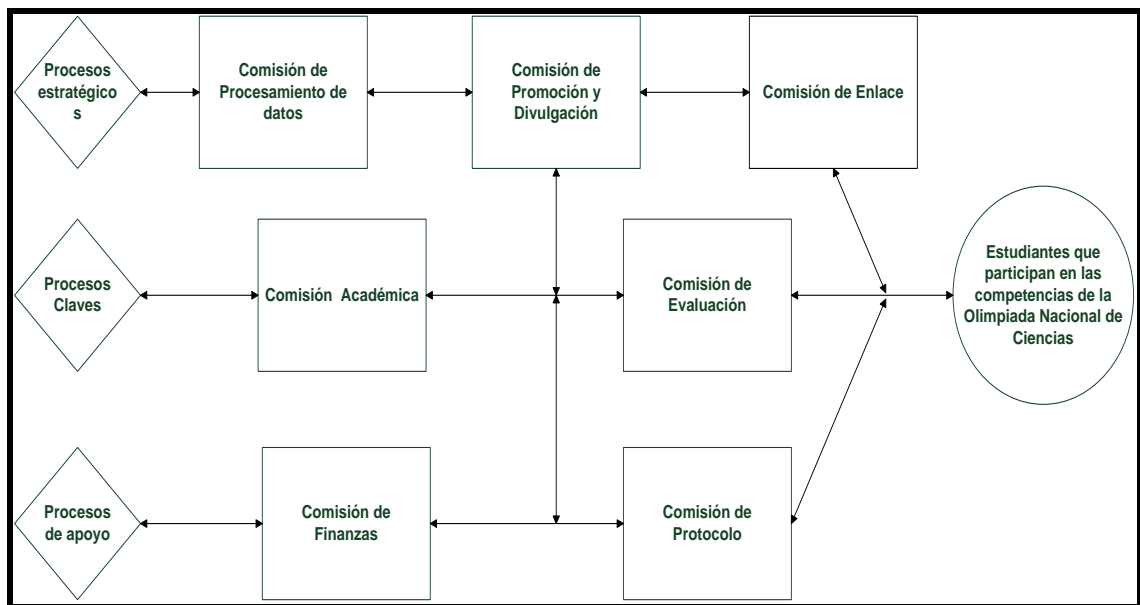 Procesos
estratégico
s
Comisión de
Procesamiento de
datos
Comisión de
Promoción y
Divulgación
Comisión de Enlace
Procesos
Claves
Comisión Académica
Comisión de
Evaluación
Estudiantes que
participan en las
competencias de la
Olimpiada Nacional de
Ciencias
Procesos
de apoyo
Comisión de
Finanzas
Comisión de
Protocolo